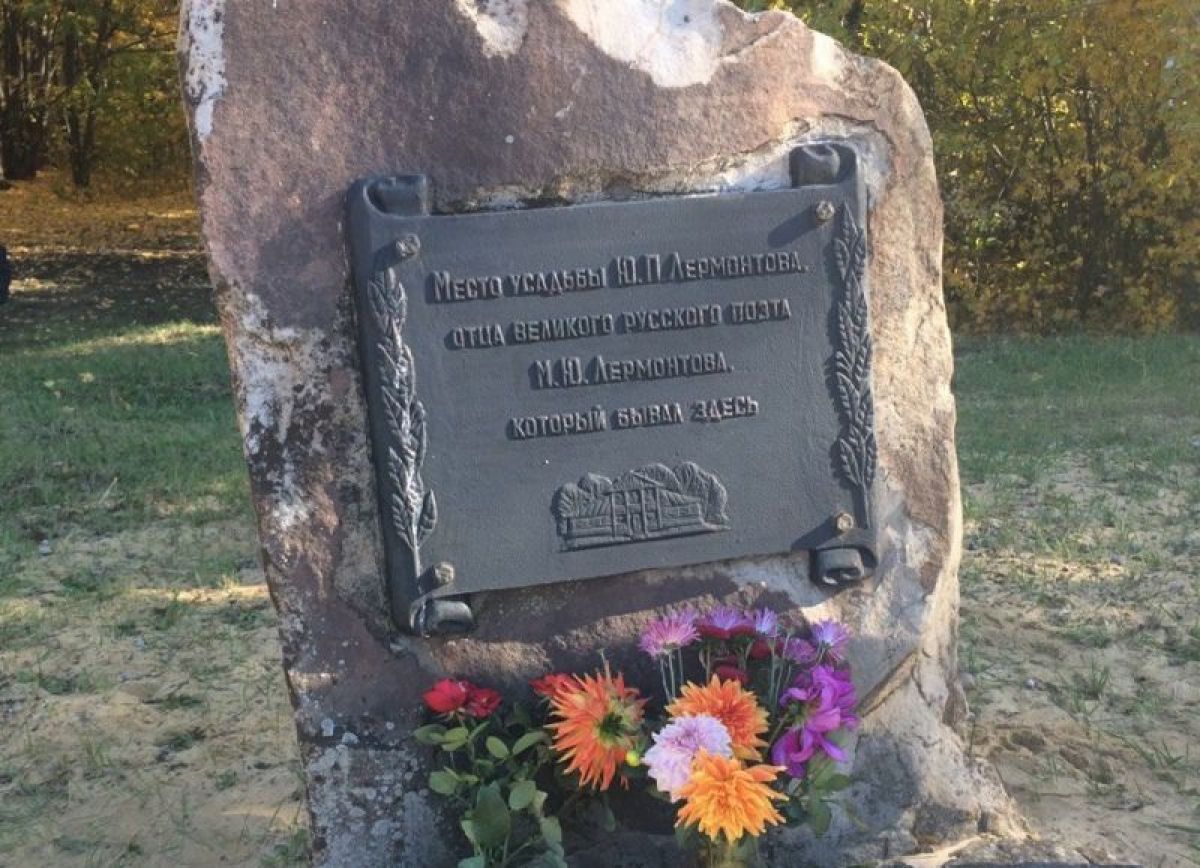 Место усадьбы Ю.П Лермонтова,
отца великого русского поэта
М.Ю. Лермонтова,
который бывал здесь